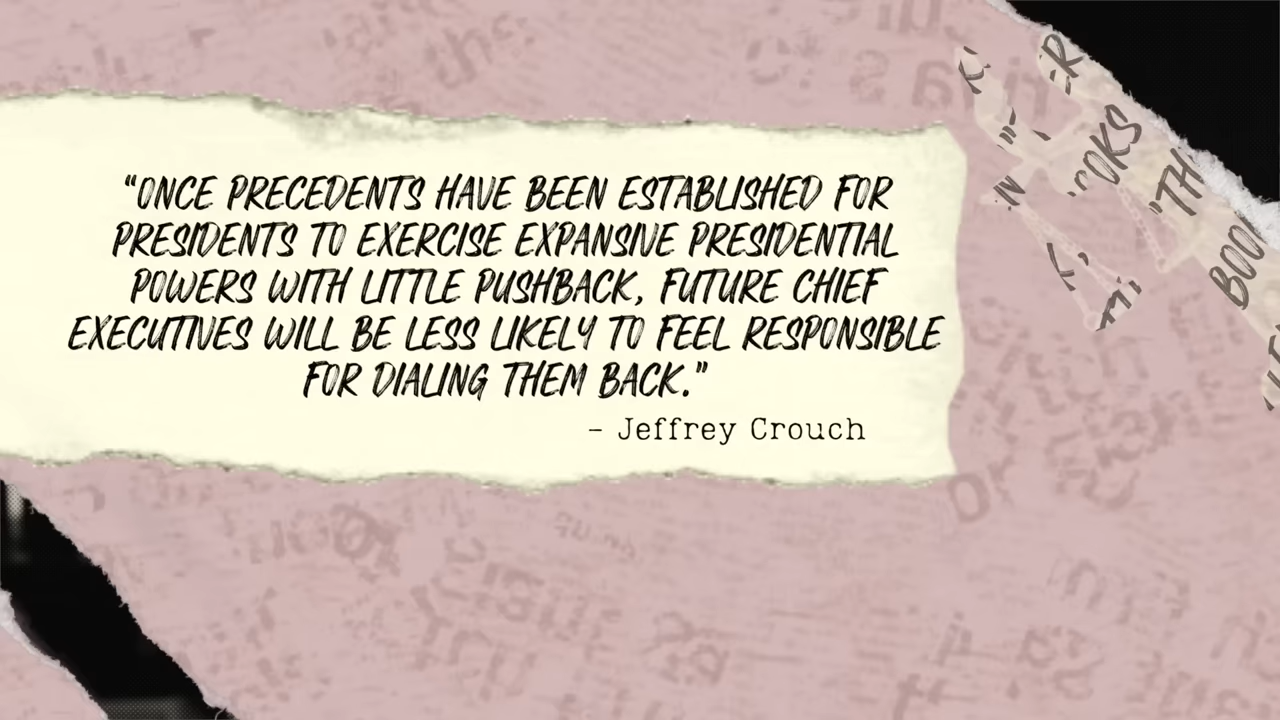 “ONCE PRECEDENTS HAVE BEEN ESTABLISHED FOR
PRESIDENTS TO EXERCISE EXPANSIVE PRESIDENTIAL
POWERS WITH LITTLE PUSHBACK, FUTURE CHIEF
EXECUTIVES WILL BE LESS LIKELY TO FEEL RESPONSIBLE
FOR DIALING THEM BACK.”
– Jeffrey Crouch